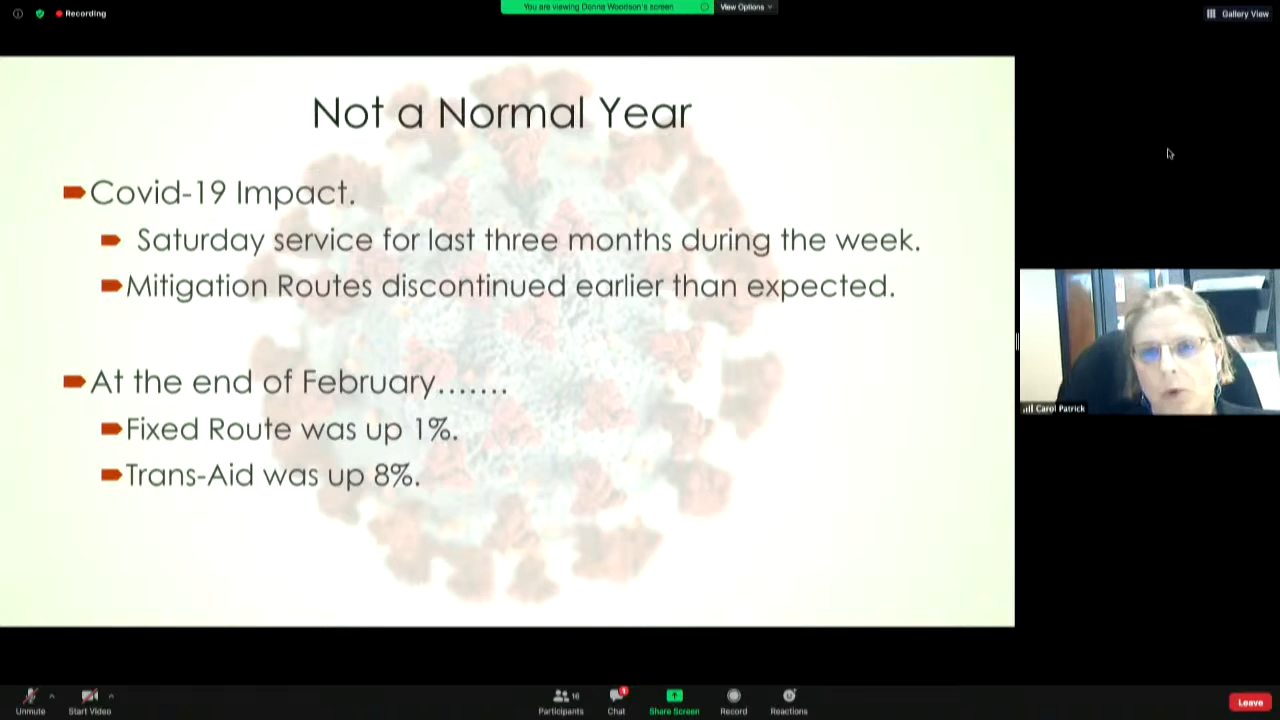 Recording
You are viewing Donna Woodson's screen
View Options
Gallery View
Not a Normal Year
Covid-19 Impact.
Saturday service for last three months during the week.
Mitigation Routes discontinued earlier than expected.
At the end of February.......
Fixed Route was up 1%.
Trans-Aid was up 8%.
Carol Patrick
Unmute
Start Video
Participants
16
Chat
1
Share Screen
Record
Reactions
Leave